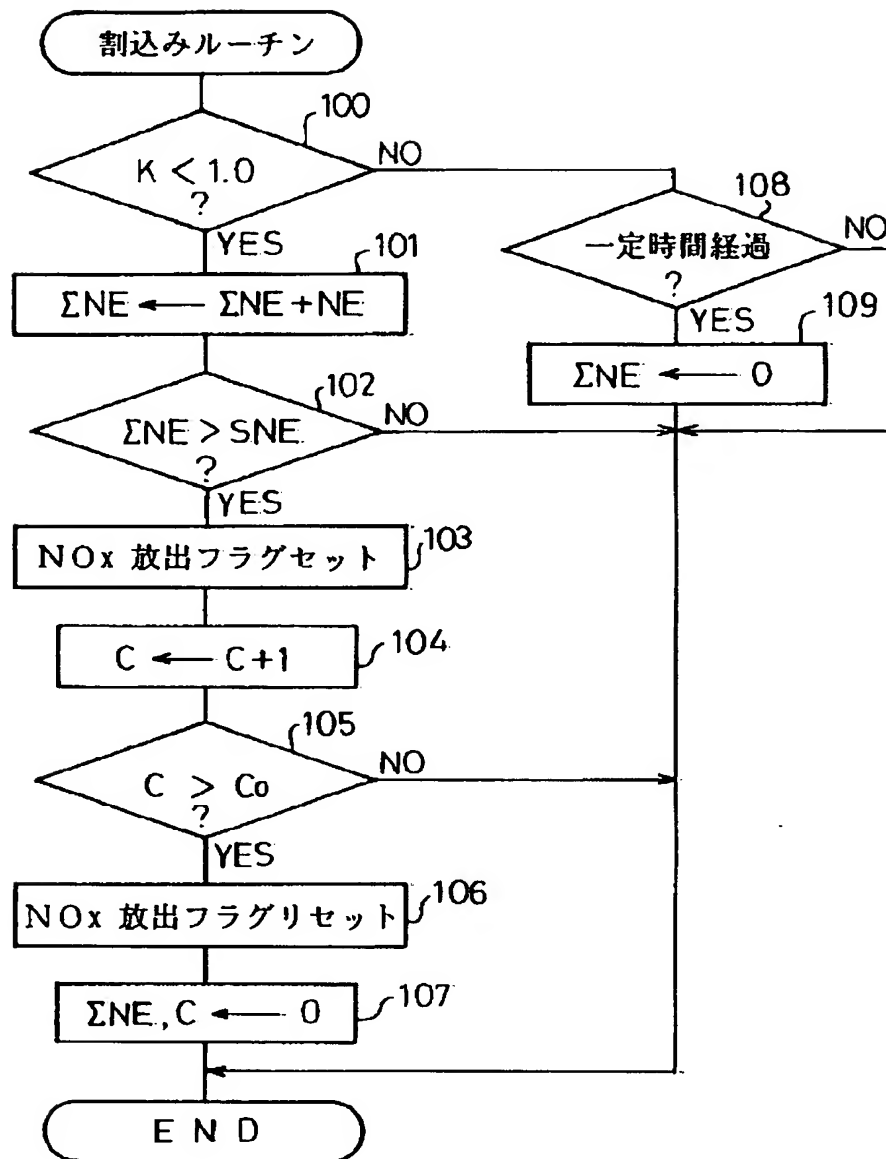 割込みルーチン
100
K < 1.0
?
NO
YES
108
一定時間経過
?
NO
YES
101
ΣNE ← ΣNE+NE
109
ΣNE ← 0
102
ΣNE > SNE
?
NO
YES
103
NOx 放出フラグセット
104
C ← C+1
105
C > Co
?
NO
YES
106
NOx 放出フラグリセット
107
ΣNE, C ← 0
END